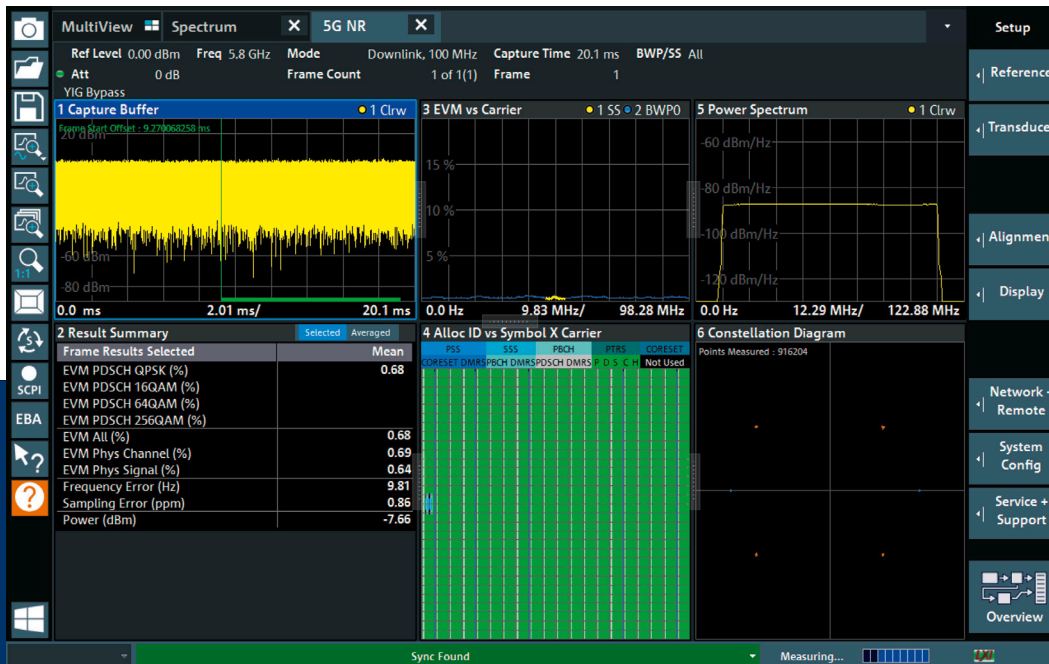 MultiView Spectrum X 5G NR X
Setup
Ref Level 0.00 dBm Freq 5.8 GHz Mode Downlink, 100 MHz Capture Time 20.1 ms BWP/SS All
Att 0 dB Frame Count 1 of 1(1) Frame 1
YIG Bypass
Reference
Transduce
Alignmen
Display
Network -
Remote
System
Config
Service +
Support
Overview
1:1
SCPI
EBA
1 Capture Buffer 1 Clrw
Frame Start Offset : 9.270068258 ms
20 dBm
-60 dBm
-80 dBm
0.0 ms 2.01 ms/ 20.1 ms
3 EVM vs Carrier 1 SS 2 BWP0
15 %
10 %
5 %
0.0 Hz 9.83 MHz/ 98.28 MHz
5 Power Spectrum 1 Clrw
-60 dBm/Hz
-80 dBm/Hz
-100 dBm/Hz
-120 dBm/Hz
0.0 Hz 12.29 MHz/ 122.88 MHz
2 Result Summary Selected Averaged
Frame Results Selected Mean
EVM PDSCH QPSK (%) 0.68
EVM PDSCH 16QAM (%)
EVM PDSCH 64QAM (%)
EVM PDSCH 256QAM (%)
EVM All (%) 0.68
EVM Phys Channel (%) 0.69
EVM Phys Signal (%) 0.64
Frequency Error (Hz) 9.81
Sampling Error (ppm) 0.86
Power (dBm) -7.66
4 Alloc ID vs Symbol X Carrier
PSS SSS PBCH PTRS CORESET
CORESET DMRS PBCH DMRS PDSCH DMRS P D S C H Not Used
6 Constellation Diagram
Points Measured : 916204
Sync Found
Measuring...